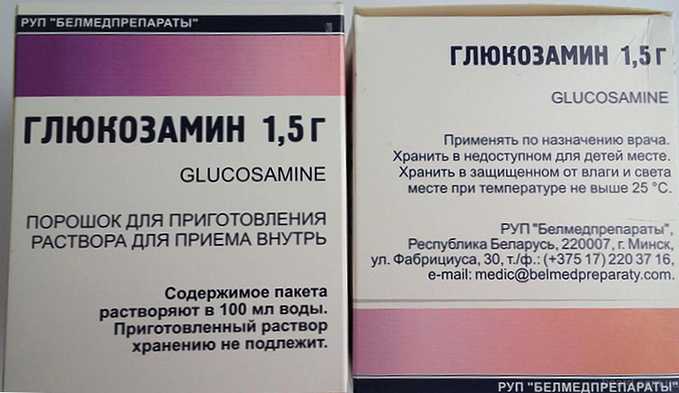 РУП "БЕЛМЕДПРЕПАРАТЫ"
ГЛЮКОЗАМИН 1,5 Г
GLUCOSAMINE
ПОРОШОК ДЛЯ ПРИГОТОВЛЕНИЯ
РАСТВОРА ДЛЯ ПРИЕМА ВНУТРЬ
Содержимое пакета
растворяют в 100 мл воды.
Приготовленный раствор
хранению не подлежит.
ГЛЮКОЗАМИН 1,5 Г
GLUCOSAMINE
Применять по назначению врача.
Хранить в недоступном для детей месте.
Хранить в защищенном от влаги и света
месте при температуре не выше 25 °С.
РУП "Белмедпрепараты",
Республика Беларусь, 220007, г. Минск,
ул. Фабрициуса, 30, т./ф.: (+375 17) 220 37 16,
e-mail: medic@belmedpreparaty.com.
РУП "БЕЛМЕДПРЕПАРАТЫ"